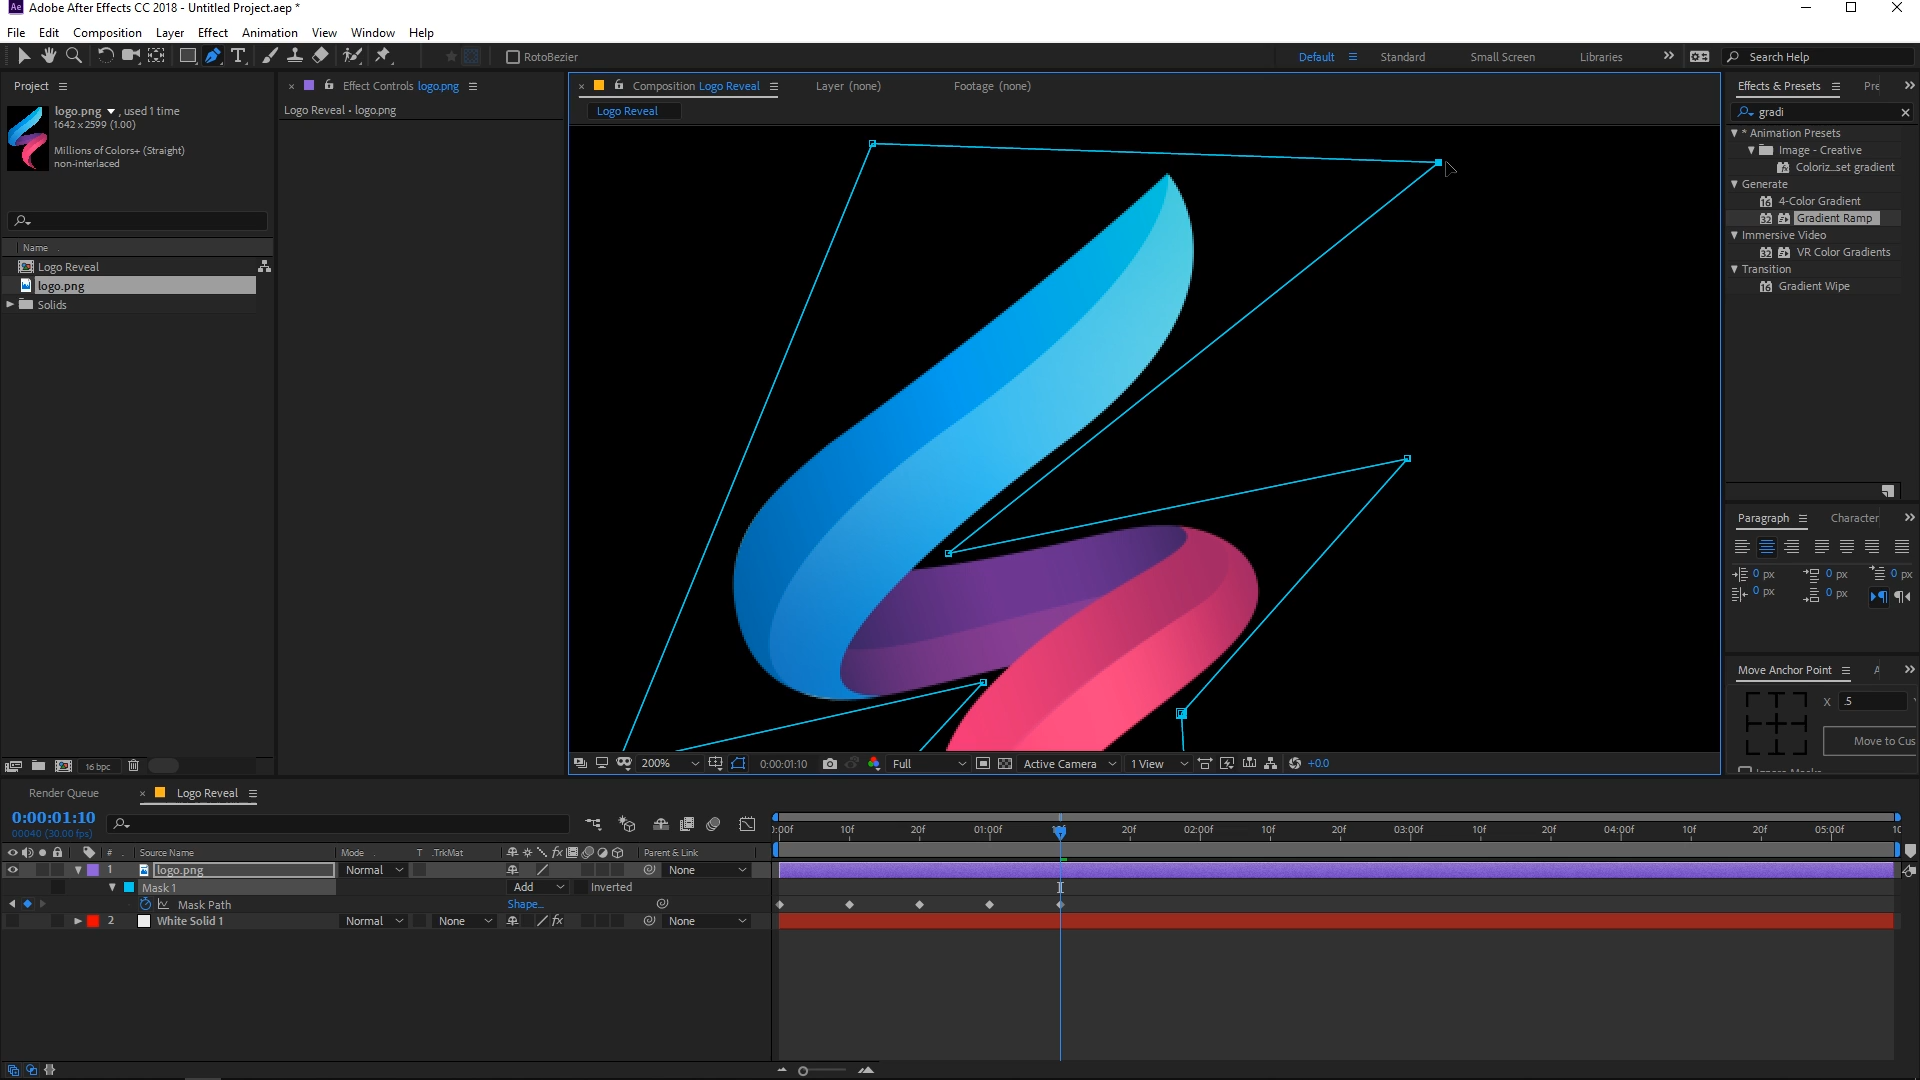 Ae Adobe After Effects CC 2018 - Untitled Project.aep *
File Edit Composition Layer Effect Animation View Window Help
RotoBezier
Default Standard Small Screen Libraries Search Help
Project
logo.png , used 1 time
1642 x 2599 (1.00)
Millions of Colors+ (Straight)
non-interlaced
Name
Logo Reveal
logo.png
Solids
16 bpc
Effect Controls logo.png
Logo Reveal • logo.png
Composition Logo Reveal Layer (none) Footage (none)
Logo Reveal
200% 0:00:01:10 Full Active Camera 1 View +0.0
Effects & Presets
gradi
* Animation Presets
Image - Creative
Coloriz...set gradient
Generate
4-Color Gradient
Gradient Ramp
Immersive Video
VR Color Gradients
Transition
Gradient Wipe
Paragraph Character
0 px 0 px 0 px
0 px 0 px
Move Anchor Point
X .5
Move to Cus
Render Queue Logo Reveal
0:00:01:10
00040 (30.00 fps)
:00f 10f 20f 01:00f 20f 02:00f 10f 20f 03:00f 10f 20f 04:00f 10f 20f 05:00f
# Source Name Mode T .TrkMat Parent & Link
1 logo.png Normal None
Mask 1 Add Inverted
Mask Path Shape...
2 White Solid 1 Normal None None